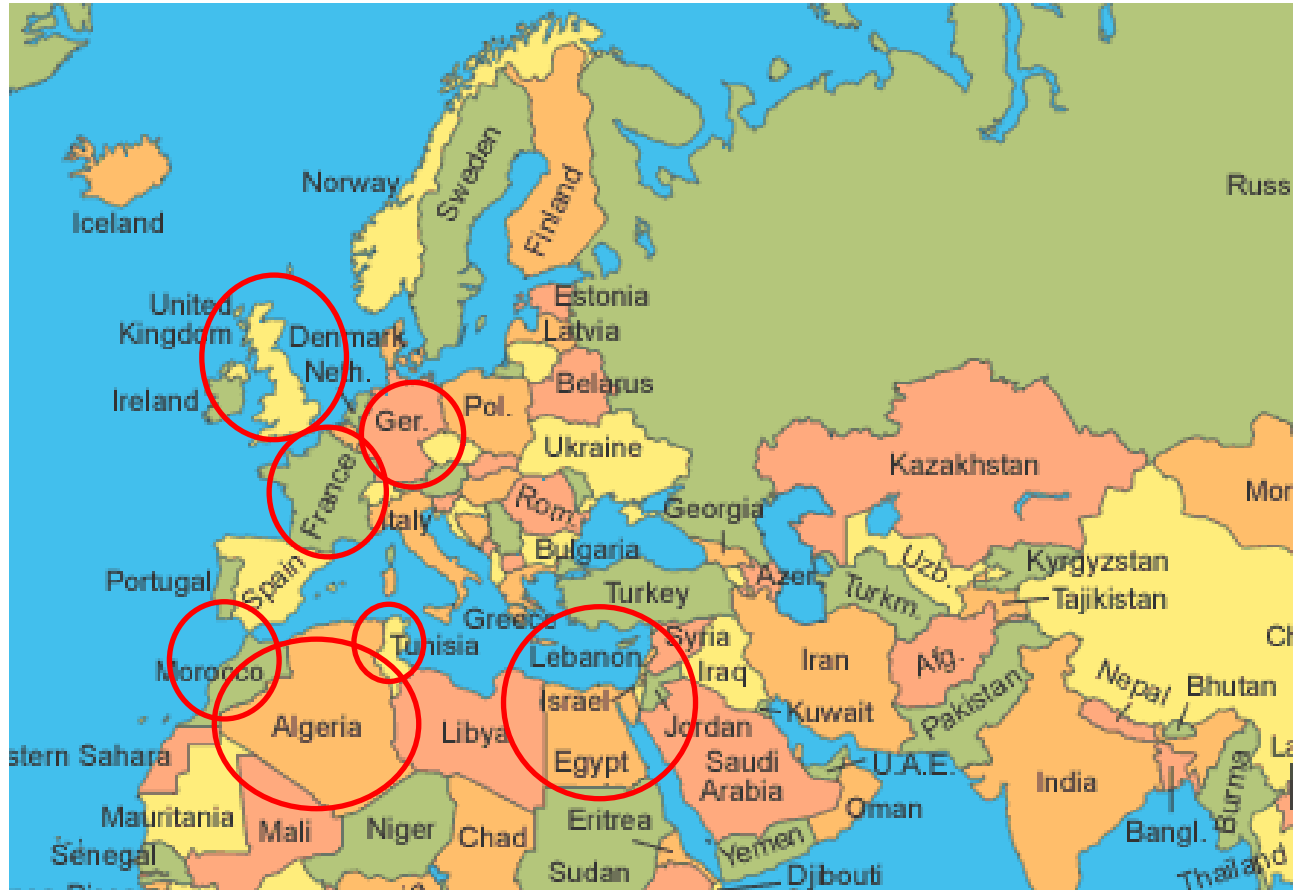 Iceland
Norway
Sweden
Finland
Russ
United
Kingdom
Ireland
Denmark
Neth.
Estonia
Latvia
Belarus
Ger.
Pol.
Ukraine
France
Rom.
Italy
Bulgaria
Georgia
Kazakhstan
Mon
Portugal
Spain
Greece
Turkey
Azer.
Uzb.
Turkm.
Kyrgyzstan
Tajikistan
Ch
Morocco
Tunisia
Lebanon
Syria
Israel
Iraq
Iran
Afg.
Pakistan
Nepal
Bhutan
Algeria
Libya
Egypt
Jordan
Kuwait
Saudi
Arabia
U.A.E.
Oman
India
Burma
La
stern Sahara
Mauritania
Mali
Niger
Chad
Eritrea
Sudan
Yemen
Djibouti
Bangl.
Thailand
Senegal